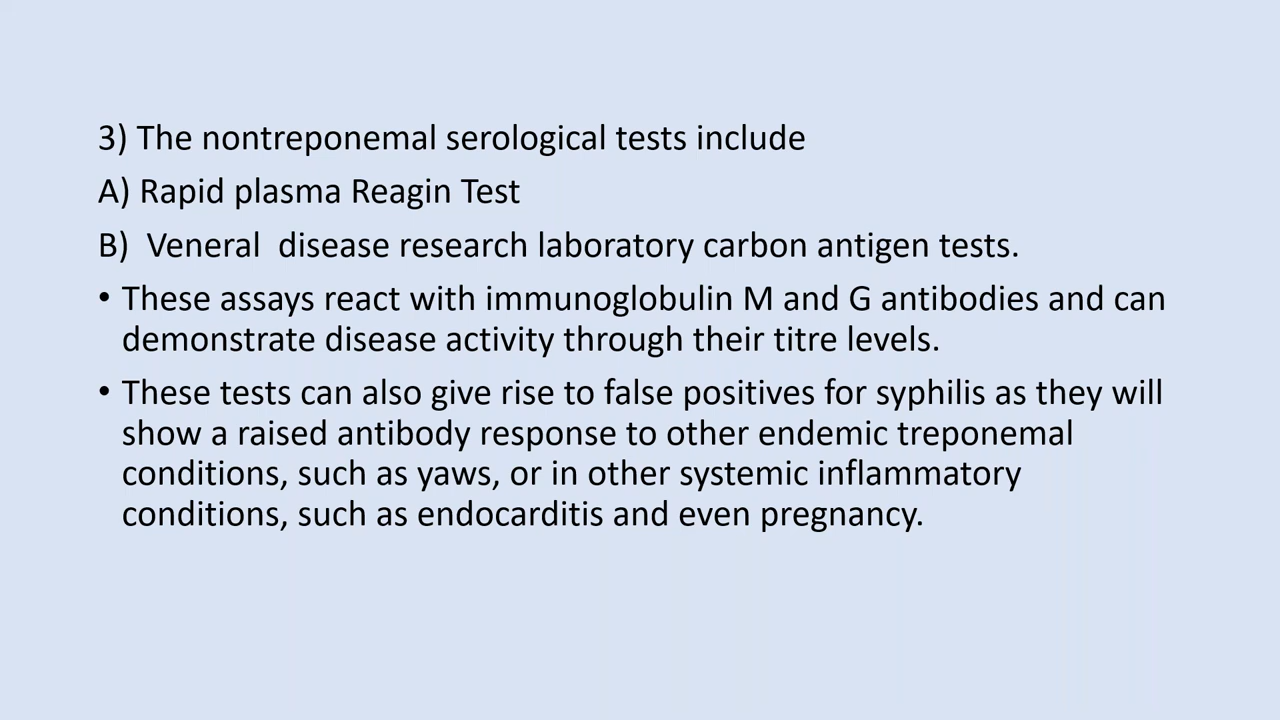 3) The nontreponemal serological tests include
A) Rapid plasma Reagin Test
B)  Veneral  disease research laboratory carbon antigen tests.
• These assays react with immunoglobulin M and G antibodies and can
demonstrate disease activity through their titre levels.
• These tests can also give rise to false positives for syphilis as they will
show a raised antibody response to other endemic treponemal
conditions, such as yaws, or in other systemic inflammatory
conditions, such as endocarditis and even pregnancy.